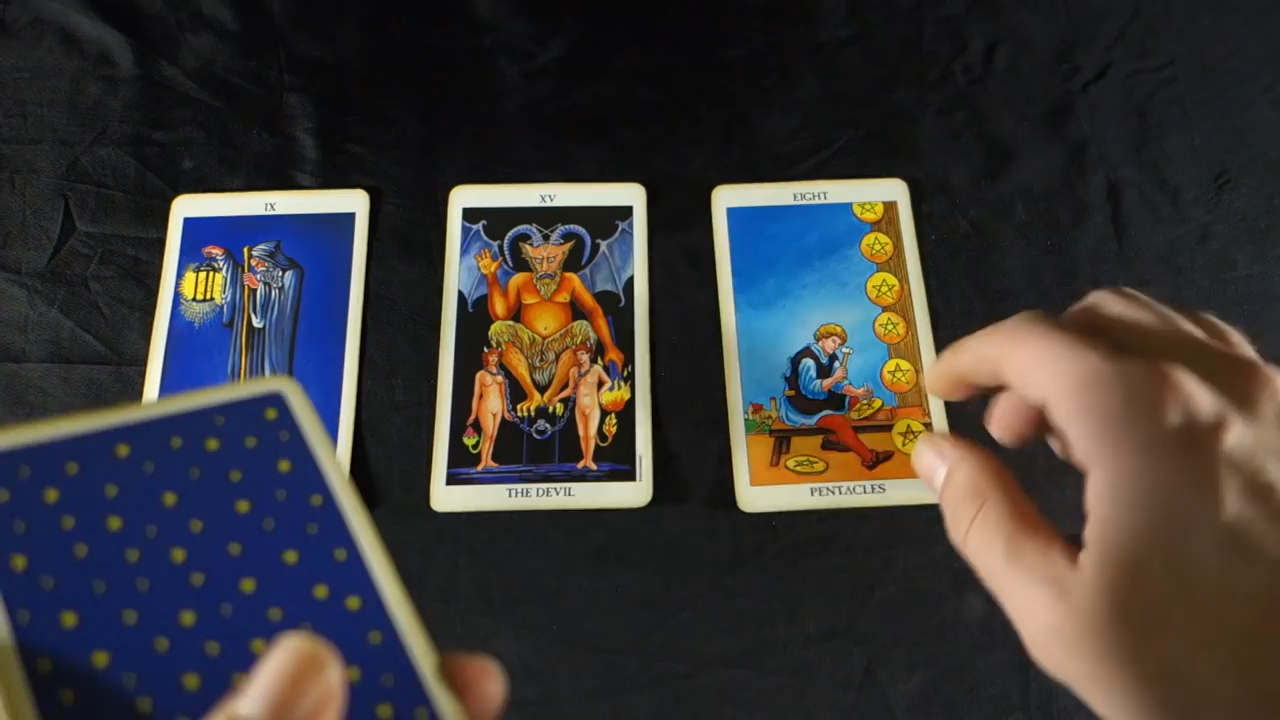 IX
XV
THE DEVIL
EIGHT
PENTACLES